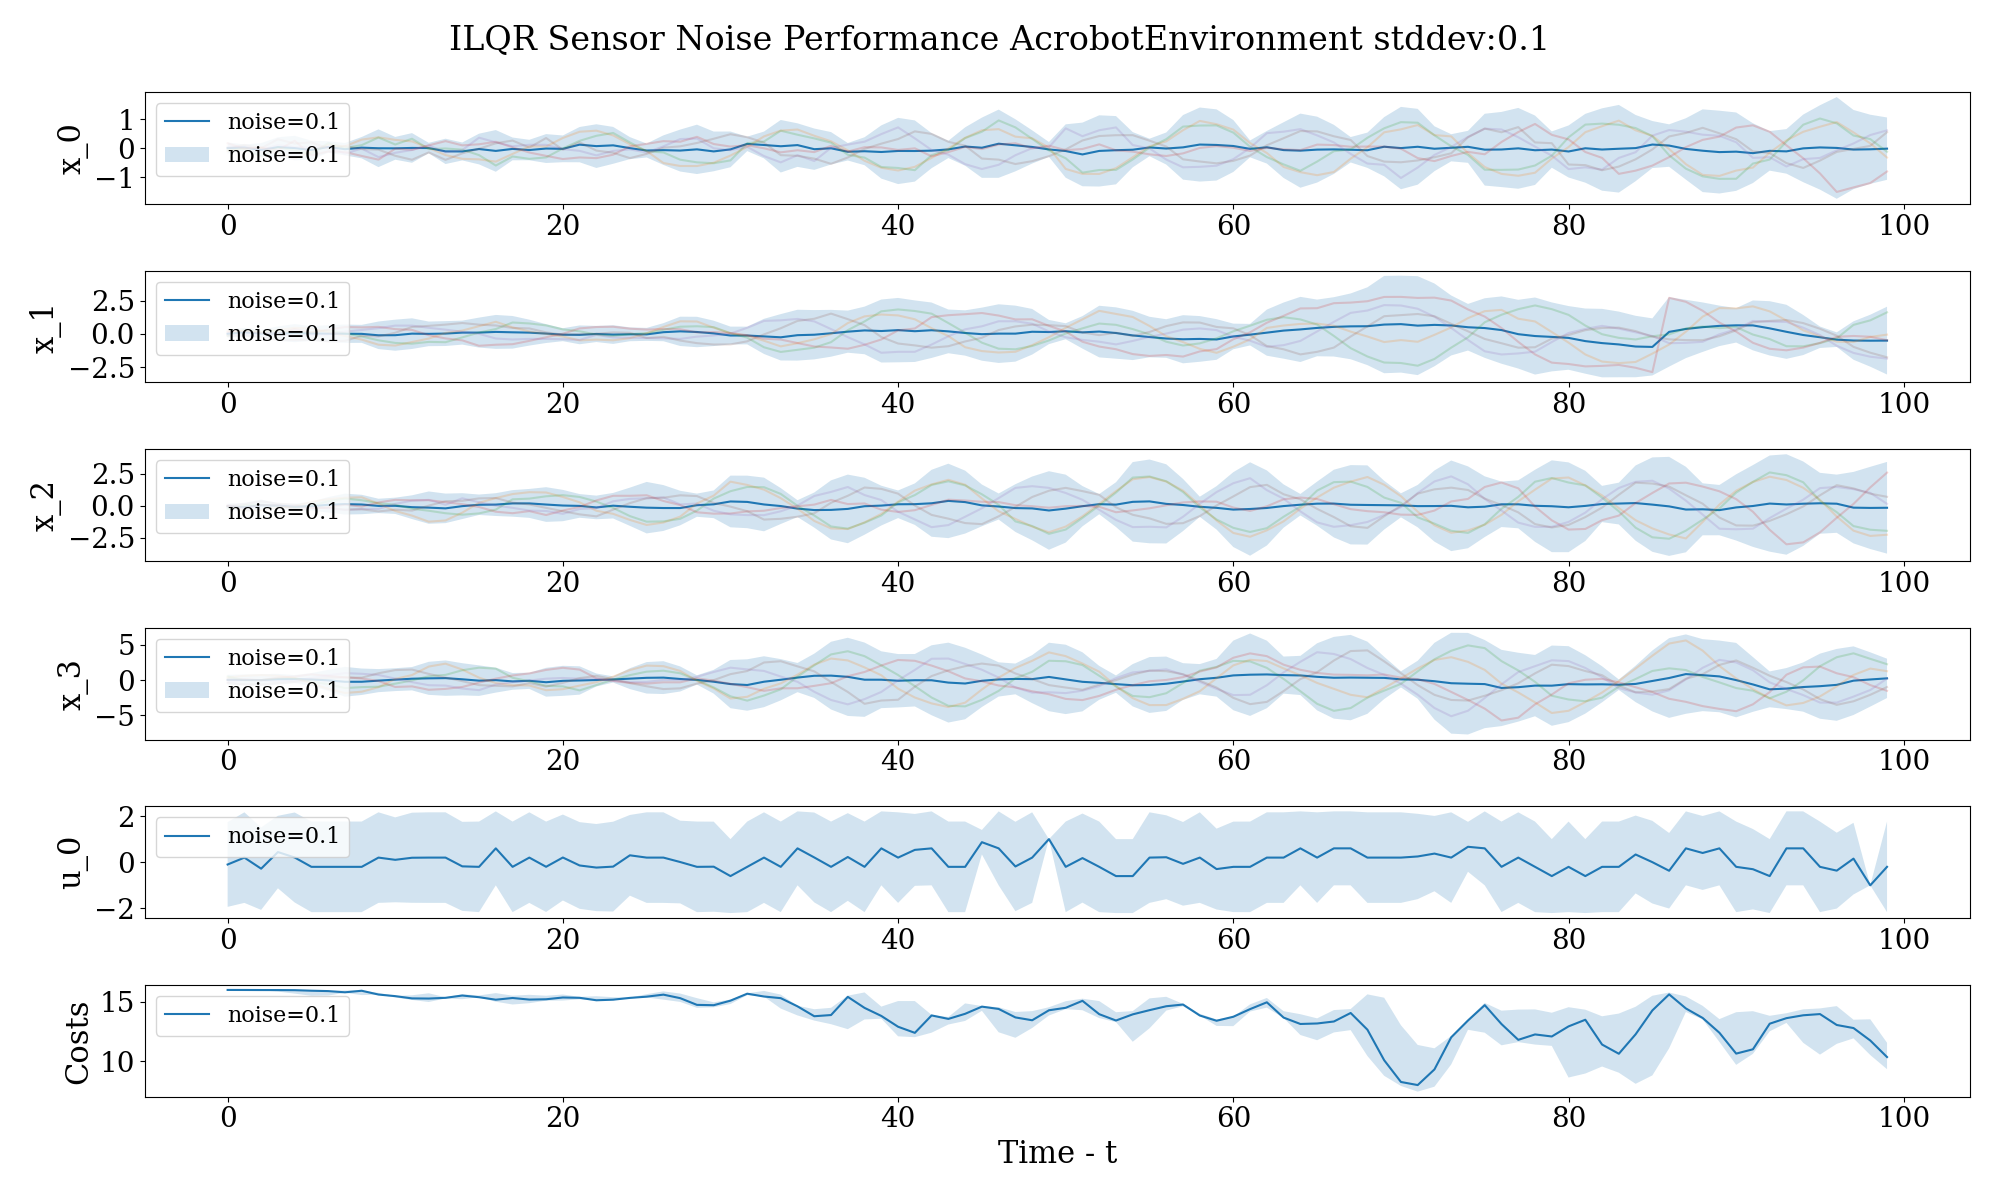 ILQR Sensor Noise Performance AcrobotEnvironment stddev:0.1
x_0
1
0
−1
noise=0.1
noise=0.1
0 20 40 60 80 100
x_1
2.5
0.0
−2.5
noise=0.1
noise=0.1
0 20 40 60 80 100
x_2
2.5
0.0
−2.5
noise=0.1
noise=0.1
0 20 40 60 80 100
x_3
5
0
−5
noise=0.1
noise=0.1
0 20 40 60 80 100
u_0
2
0
−2
noise=0.1
0 20 40 60 80 100
Costs
15
10
noise=0.1
0 20 40 60 80 100
Time - t